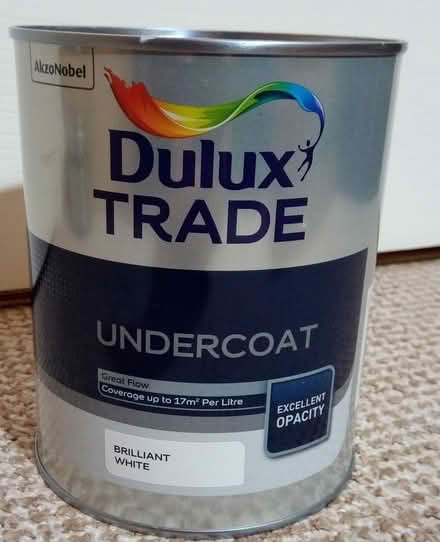 AkzoNobel
Dulux
TRADE
UNDERCOAT
Great Flow
Coverage up to 17m² Per Litre
EXCELLENT
OPACITY
BRILLIANT
WHITE